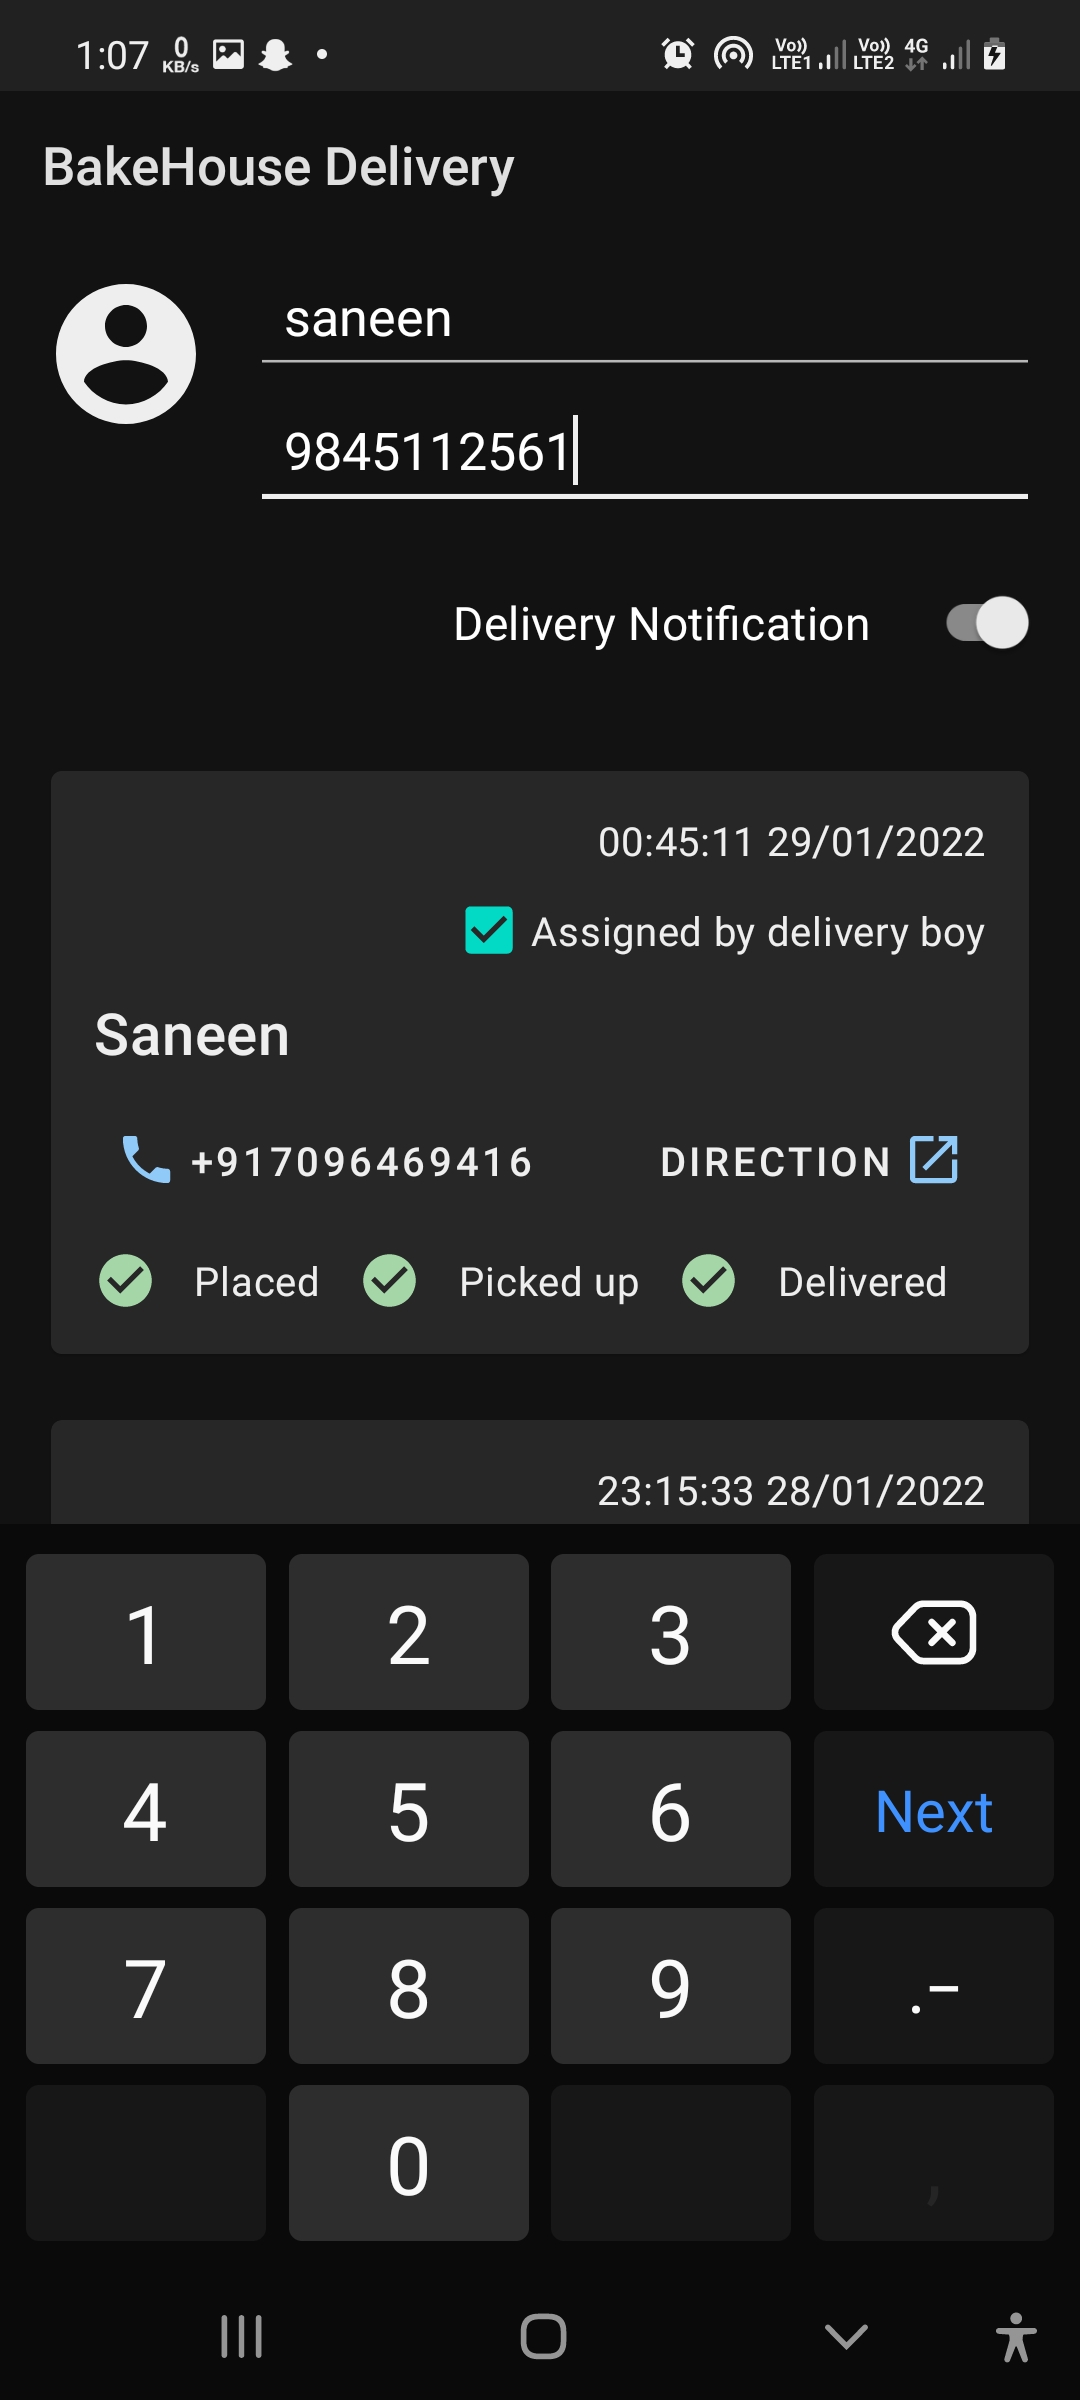 1:07 0 KB/s Vo)) LTE1 Vo)) LTE2 4G
BakeHouse Delivery
saneen
9845112561
Delivery Notification
00:45:11 29/01/2022
Assigned by delivery boy
Saneen
+917096469416 DIRECTION
Placed Picked up Delivered
23:15:33 28/01/2022
1 2 3
4 5 6 Next
7 8 9 .-
0 ,